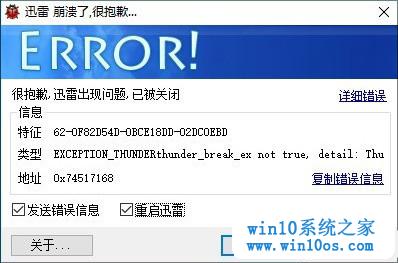 迅雷 崩溃了,很抱歉...
ERROR!
很抱歉,迅雷出现问题,已被关闭
详细错误
信息
特征 62-0F82D54D-0BCE18DD-02DC0EBD
类型 EXCEPTION_THUNDERthunder_break_ex not true, detail: Thu
地址 0x74517168
复制错误信息
发送错误信息
重启迅雷
关于...
win10系统之家
www.win10os.com